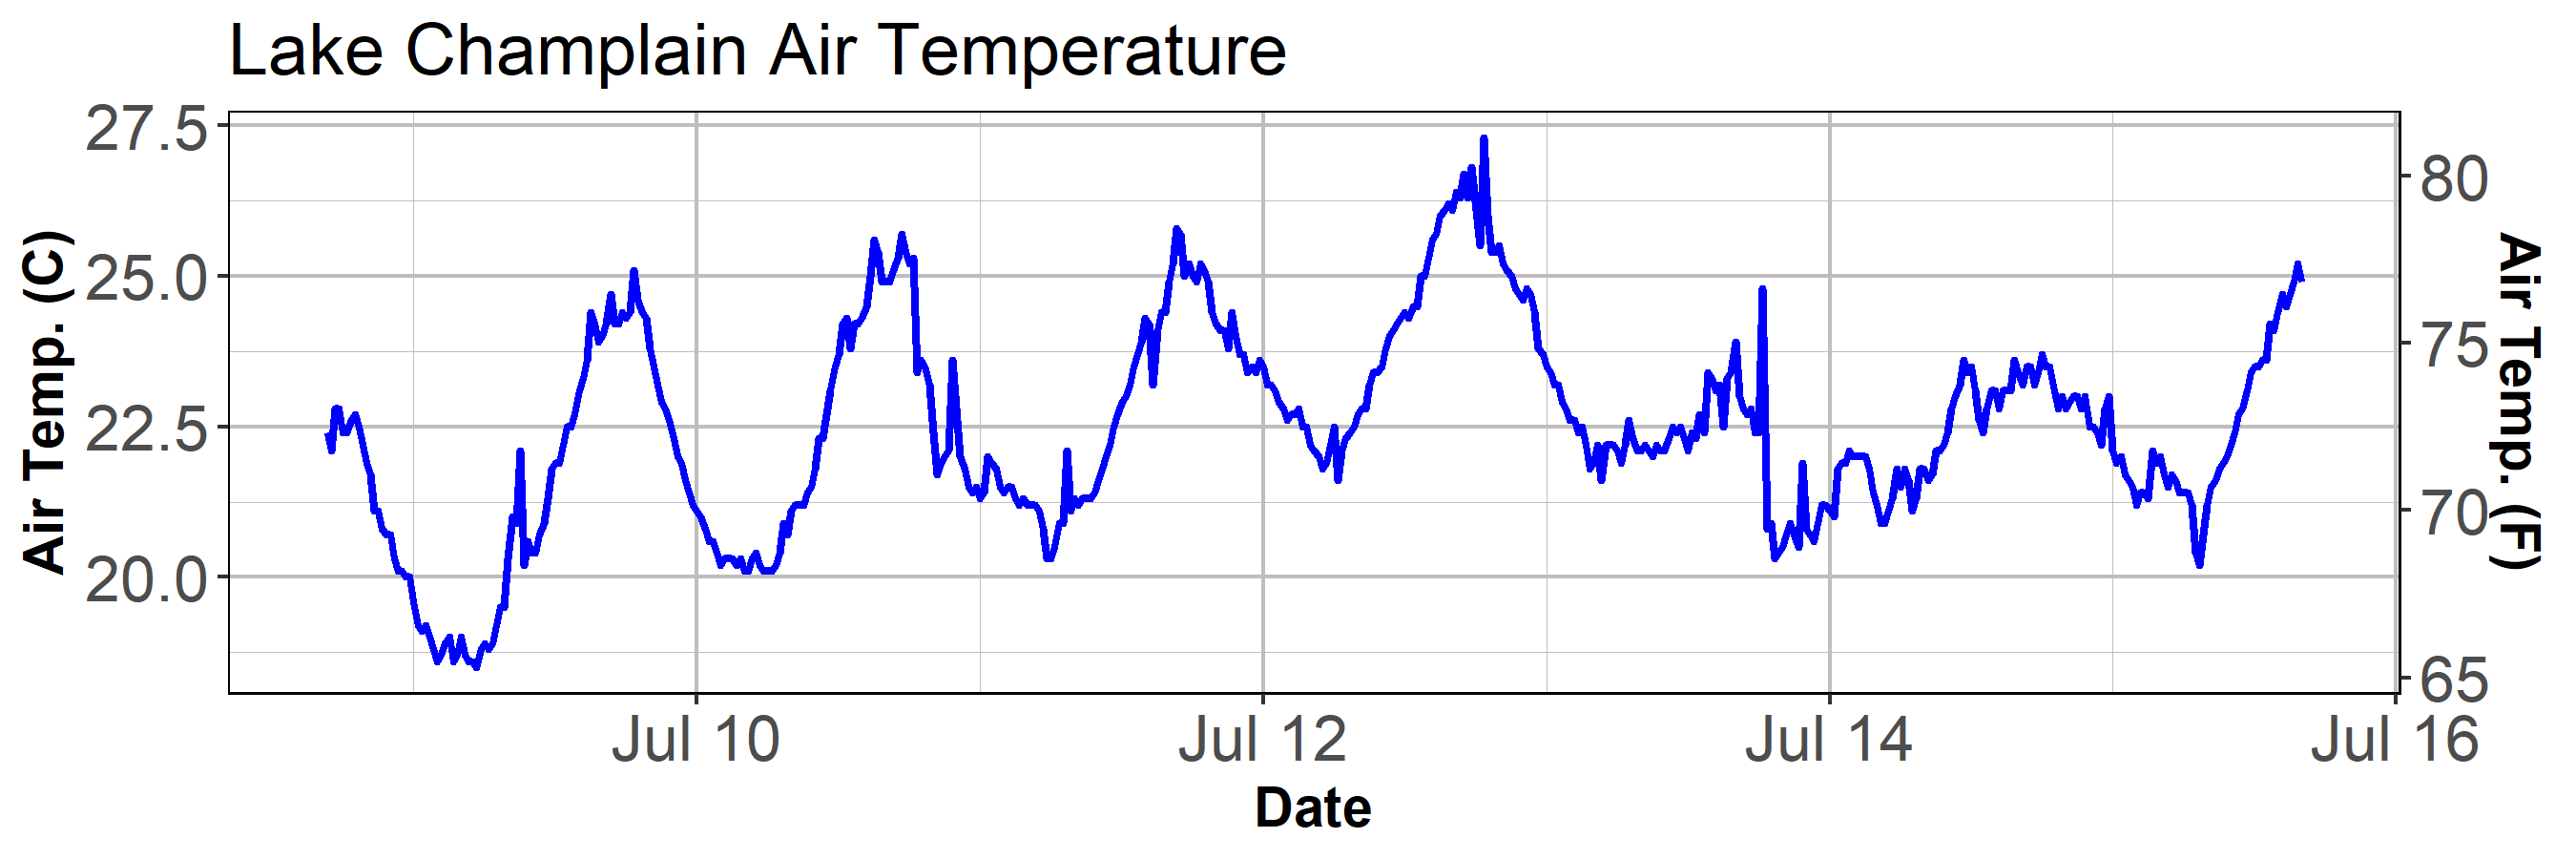 Lake Champlain Air Temperature
27.5
25.0
22.5
20.0
Air Temp. (C)
80
75
70
65
Air Temp. (F)
Jul 10
Jul 12
Jul 14
Jul 16
Date